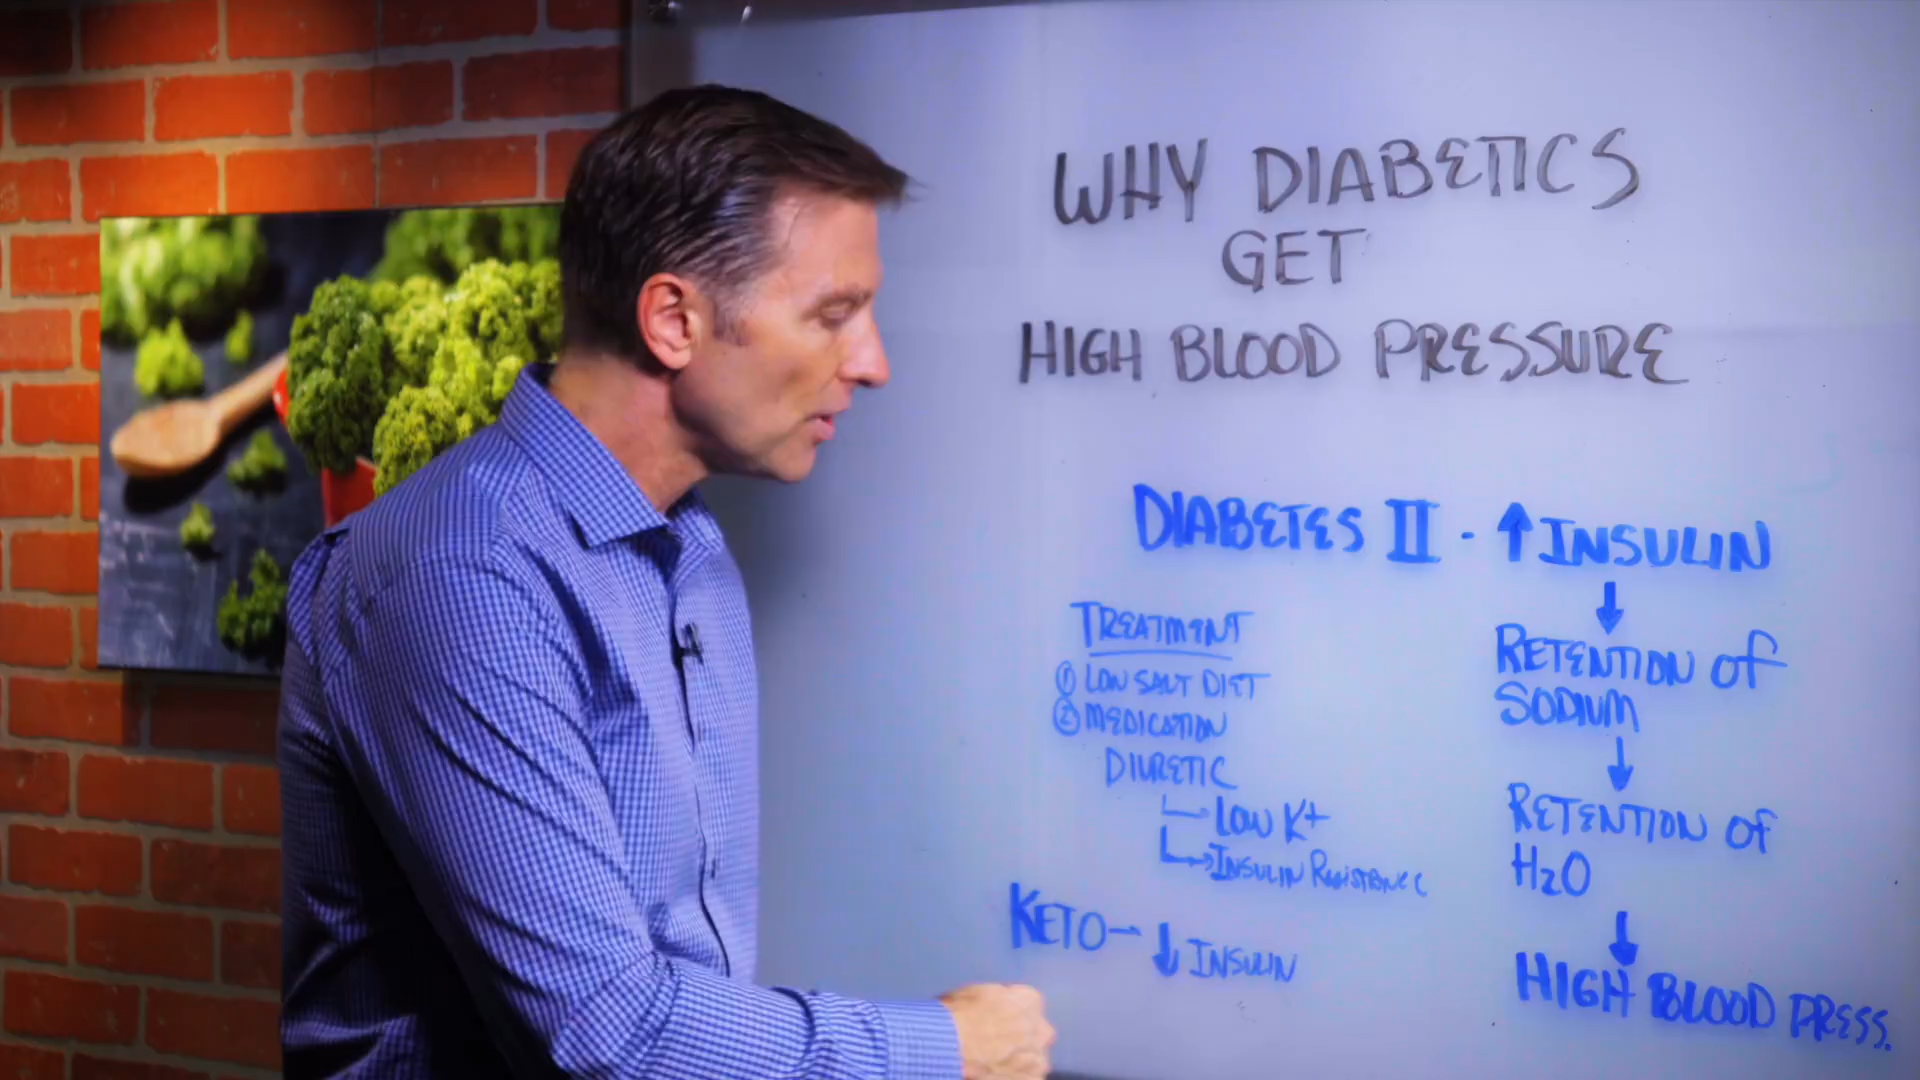 WHY DIABETICS
GET
HIGH BLOOD PRESSURE
DIABETES II - ↑ INSULIN
↓
RETENTION OF
SODIUM
↓
RETENTION OF
H2O
↓
HIGH BLOOD PRESS.
TREATMENT
① LOW SALT DIET
② MEDICATION
DIURETIC
→ LOW K+
→ INSULIN RESISTANCE
KETO → ↓ INSULIN